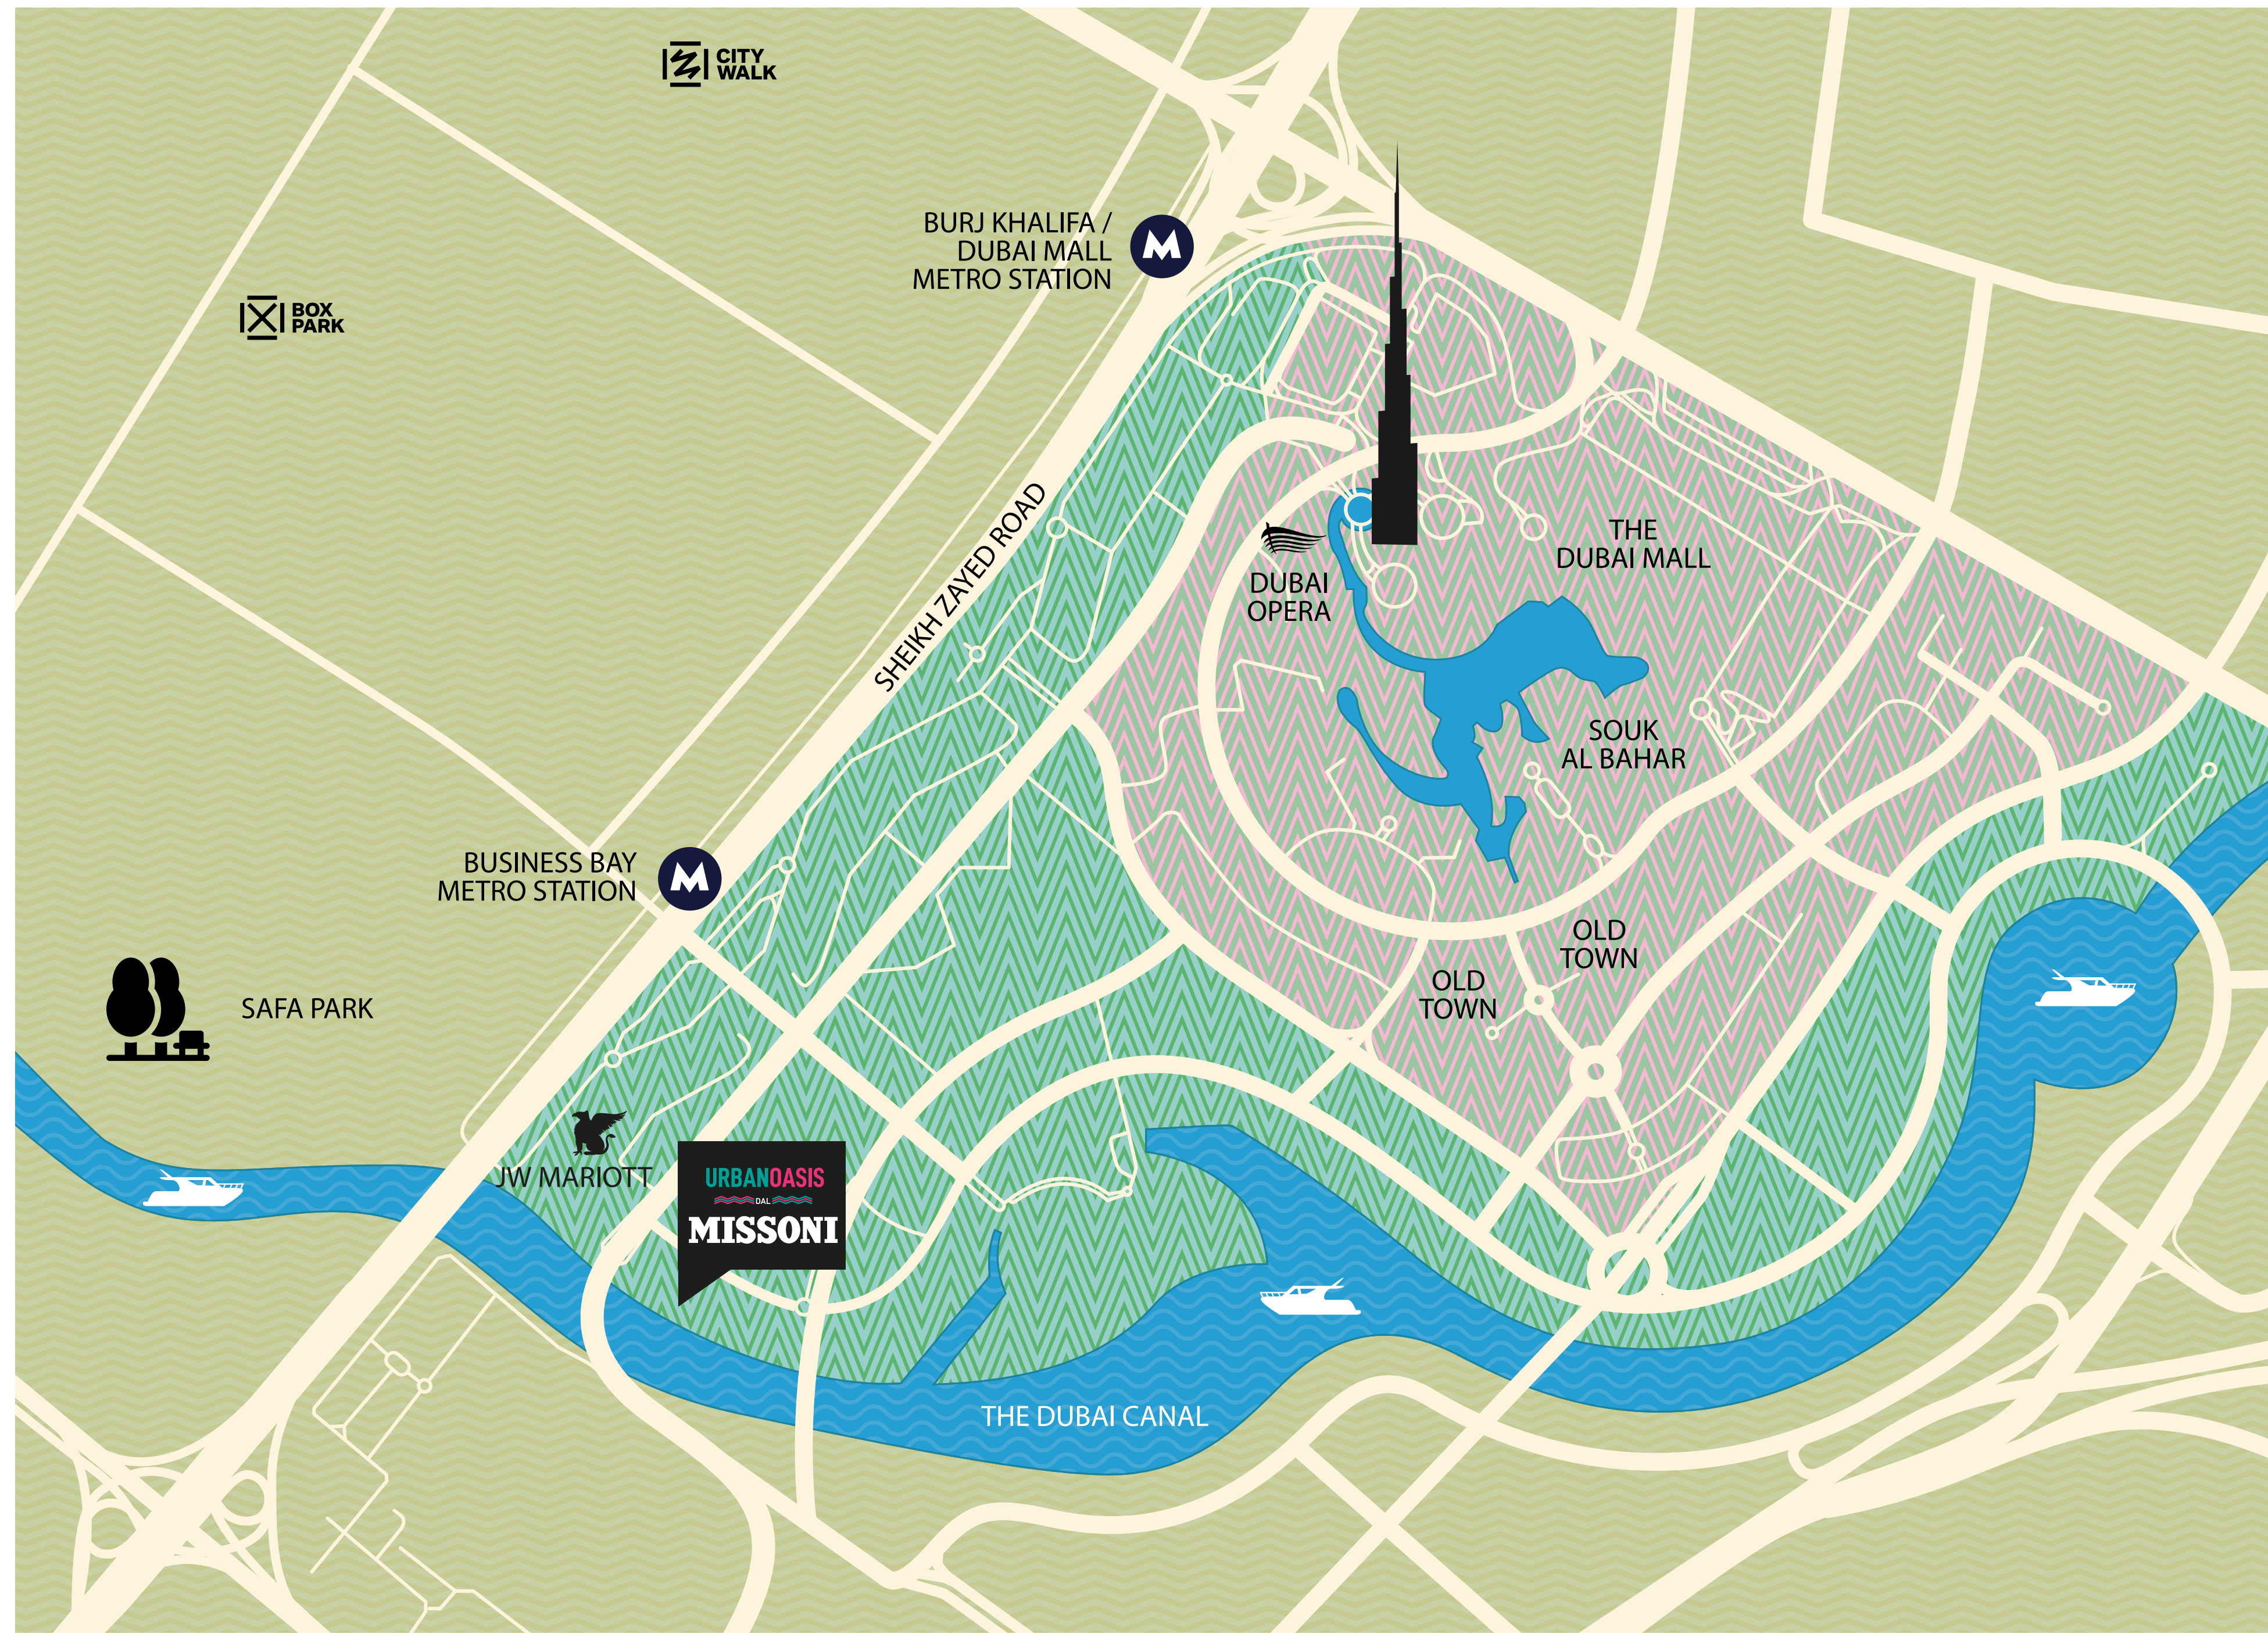 CITY
WALK
BURJ KHALIFA /
DUBAI MALL
METRO STATION
M
BOX
PARK
SHEIKH ZAYED ROAD
THE
DUBAI MALL
DUBAI
OPERA
SOUK
AL BAHAR
BUSINESS BAY
METRO STATION
M
OLD
TOWN
OLD
TOWN
SAFA PARK
JW MARIOTT
URBANOASIS
DAL
MISSONI
THE DUBAI CANAL